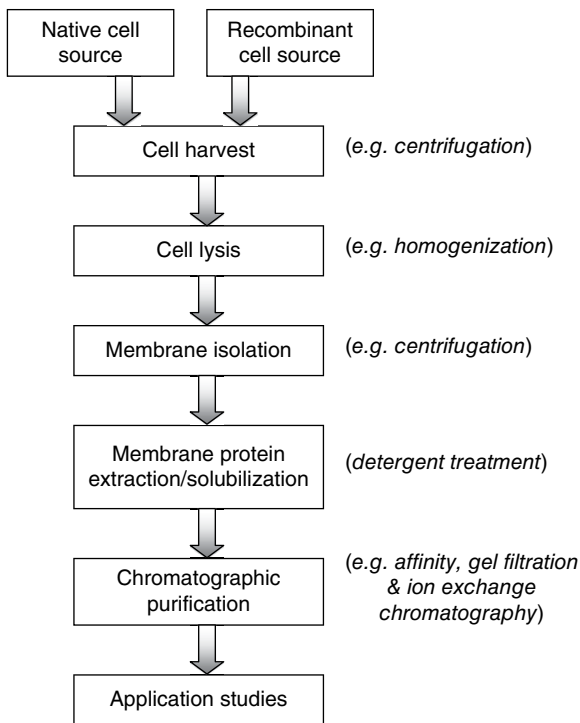 Native cell
source
Recombinant
cell source
Cell harvest
(e.g. centrifugation)
Cell lysis
(e.g. homogenization)
Membrane isolation
(e.g. centrifugation)
Membrane protein
extraction/solubilization
(detergent treatment)
Chromatographic
purification
(e.g. affinity, gel filtration
& ion exchange
chromatography)
Application studies